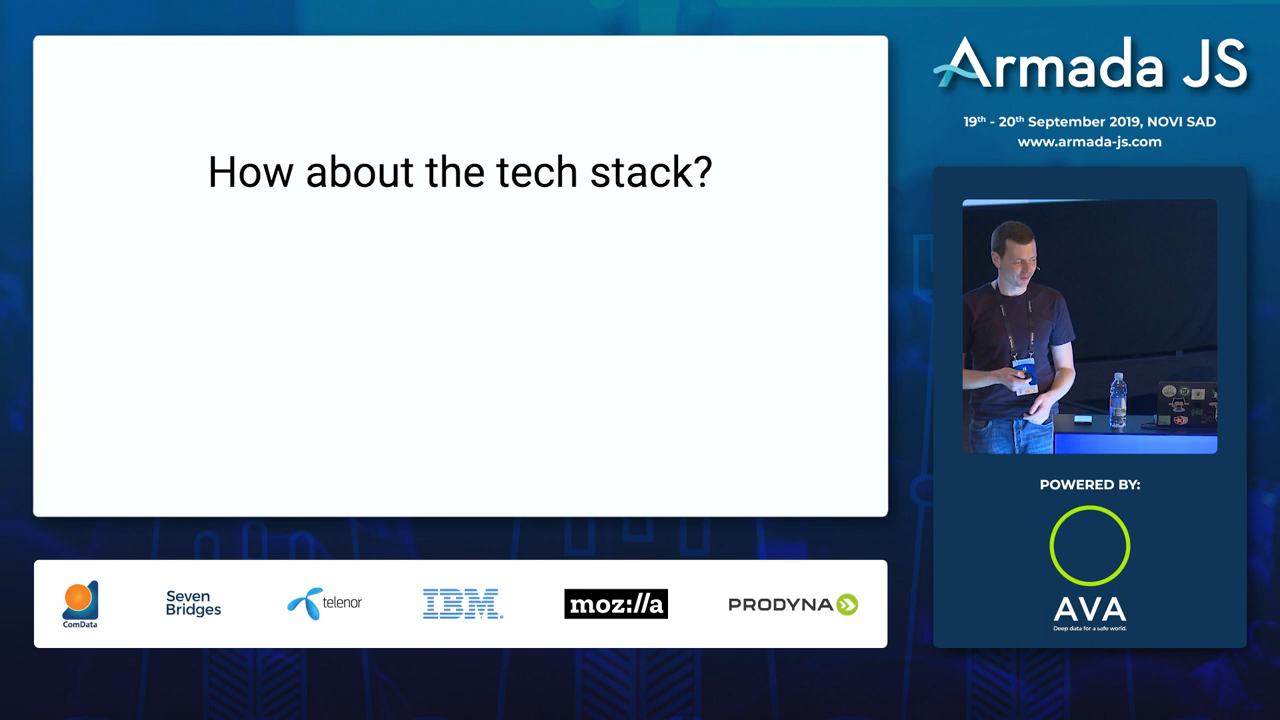 How about the tech stack?
Armada JS
19th - 20th September 2019, NOVI SAD
www.armada-js.com
POWERED BY:
AVA
Deep data for a safe world.
ComData
Seven
Bridges
telenor
IBM
moz://a
PRODYNA